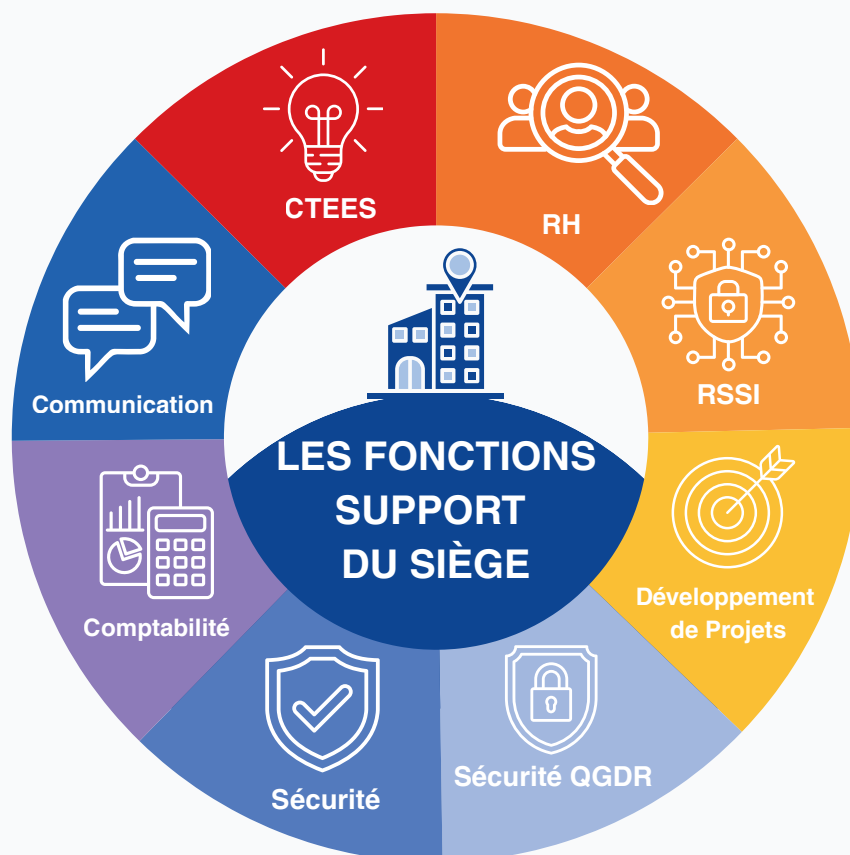 CTEES
RH
RSSI
Développement
de Projets
Sécurité QGDR
Sécurité
Comptabilité
Communication
LES FONCTIONS
SUPPORT
DU SIÈGE